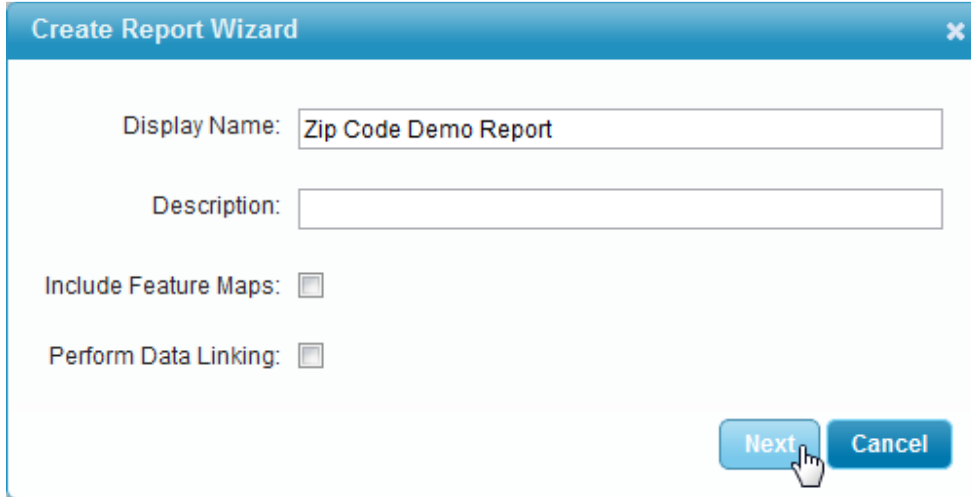 Create Report Wizard
Display Name: Zip Code Demo Report
Description:
Include Feature Maps:
Perform Data Linking:
Next Cancel